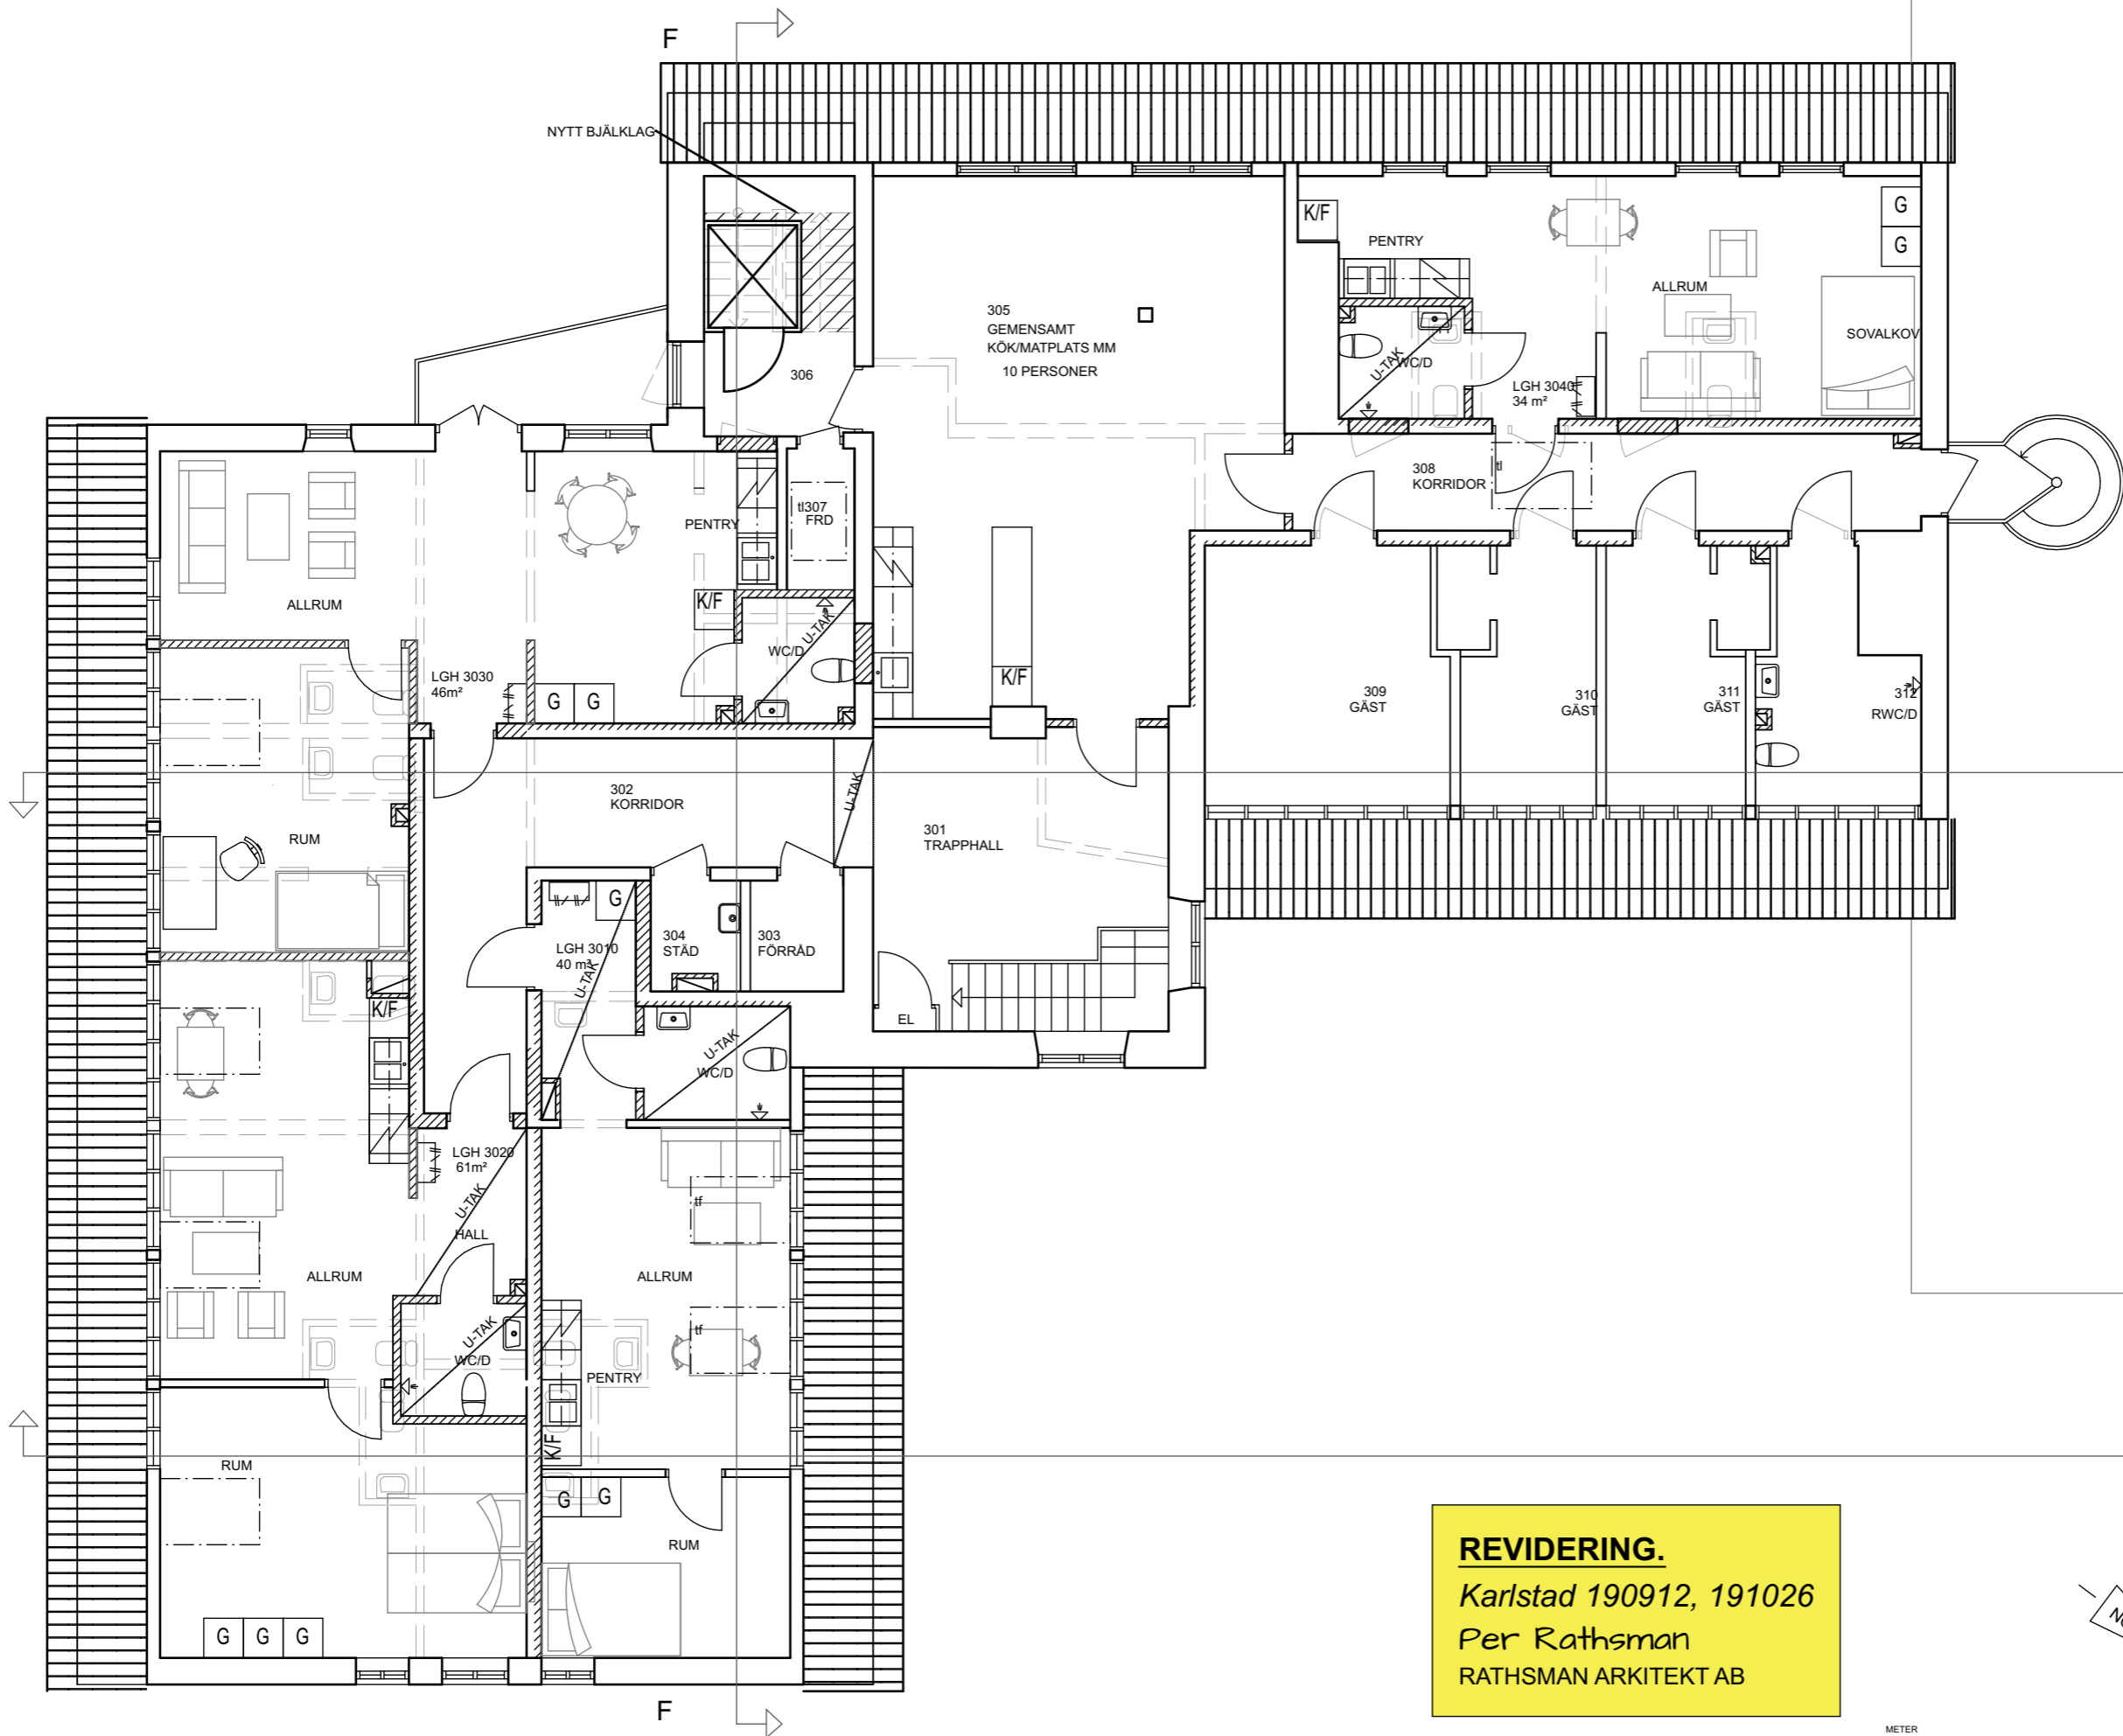 F
NYTT BJÄLKLAG
K/F
PENTRY
G
G
ALLRUM
SOVALKOV
305
GEMENSAMT
KÖK/MATPLATS MM
10 PERSONER
306
U-TAK
WC/D
LGH 3040
34 m²
308
KORRIDOR
tl
PENTRY
tl307
FRD
ALLRUM
K/F
U-TAK
WC/D
LGH 3030
46m²
G
G
K/F
309
GÄST
310
GÄST
311
GÄST
312
RWC/D
302
KORRIDOR
U-TAK
301
TRAPPHALL
RUM
G
LGH 3010
40 m²
U-TAK
304
STÄD
303
FÖRRÅD
K/F
EL
U-TAK
WC/D
LGH 3020
61m²
U-TAK
HALL
tf
ALLRUM
ALLRUM
tf
U-TAK
WC/D
PENTRY
K/F
RUM
G
G
RUM
G
G
G
F
REVIDERING.
Karlstad 190912, 191026
Per Rathsman
RATHSMAN ARKITEKT AB
METER